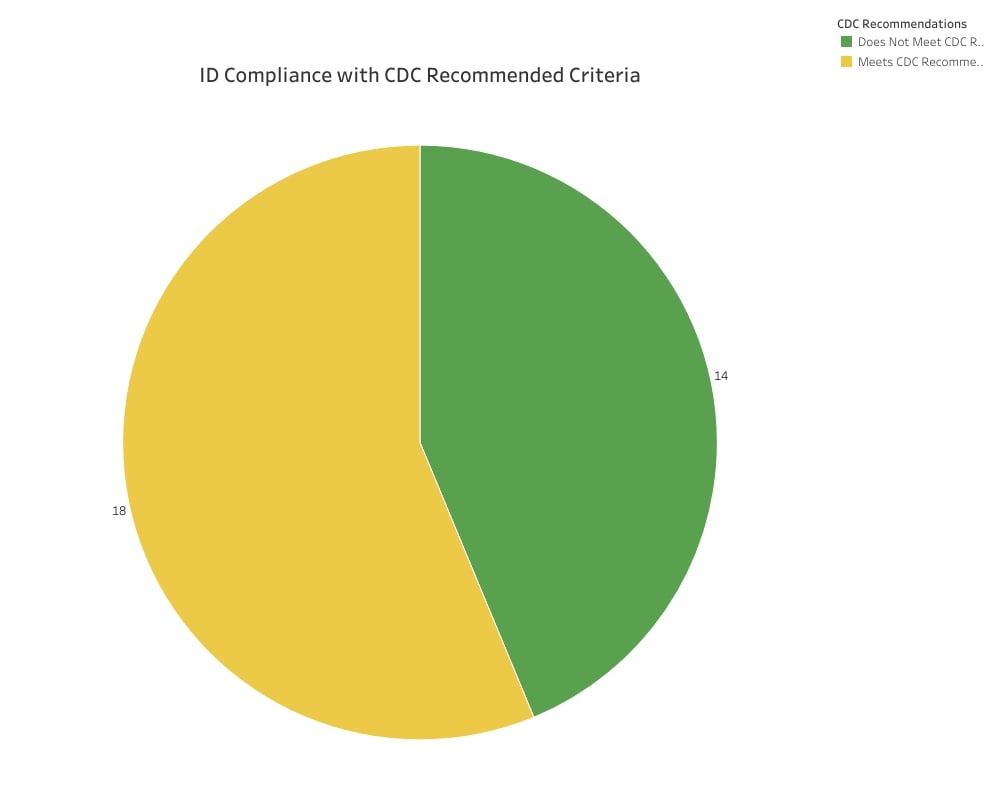 CDC Recommendations
Does Not Meet CDC R..
Meets CDC Recomme..
ID Compliance with CDC Recommended Criteria
14
18